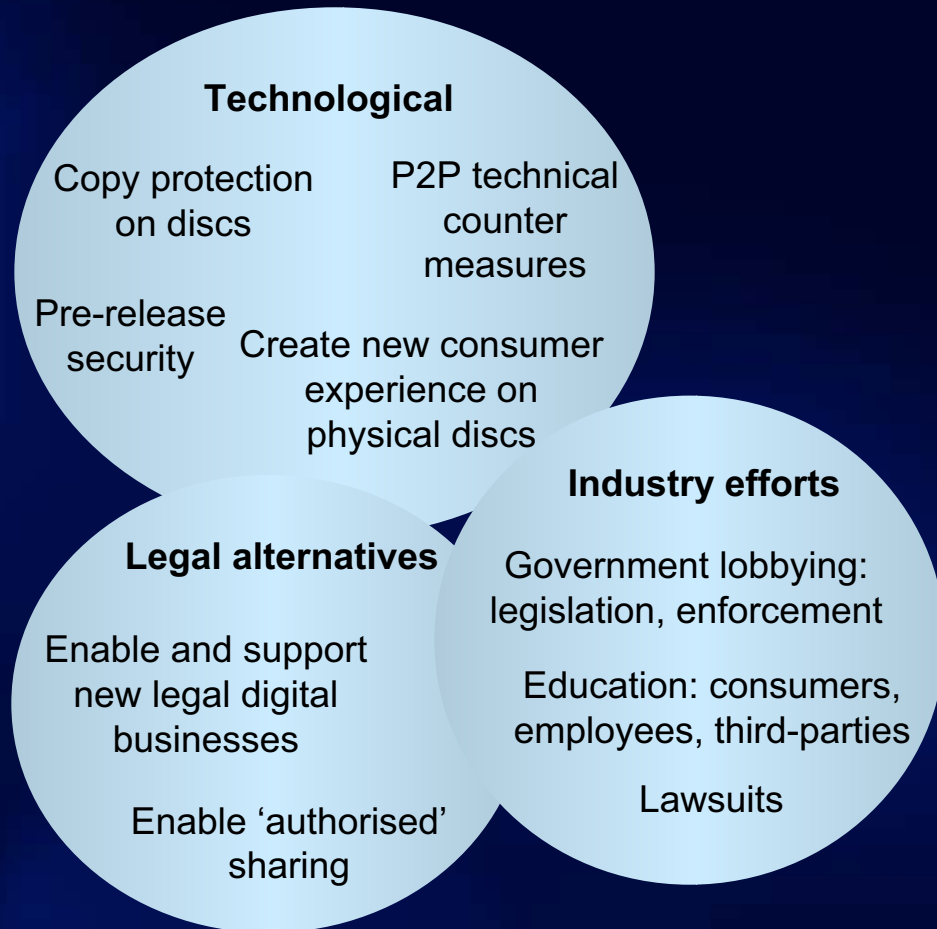 Technological
Copy protection
on discs
P2P technical
counter
measures
Pre-release
security
Create new consumer
experience on
physical discs
Industry efforts
Government lobbying:
legislation, enforcement
Education: consumers,
employees, third-parties
Lawsuits
Legal alternatives
Enable and support
new legal digital
businesses
Enable ‘authorised’
sharing